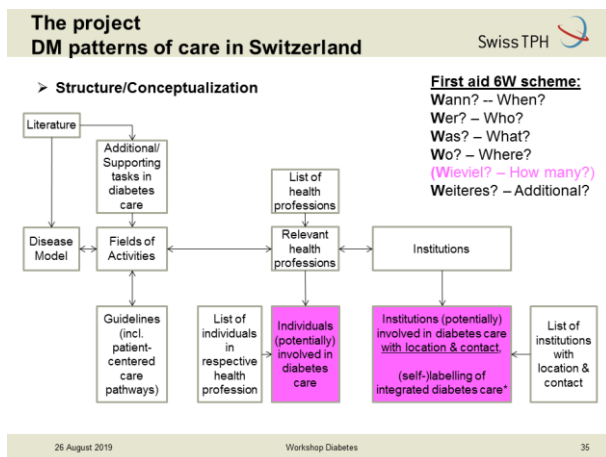 The project
DM patterns of care in Switzerland
Swiss TPH
➢ Structure/Conceptualization
First aid 6W scheme:
Wann? -- When?
Wer? – Who?
Was? – What?
Wo? – Where?
(Wieviel? – How many?)
Weiteres? – Additional?
Literature
Additional/
Supporting
tasks in
diabetes
care
List of
health
professions
Disease
Model
Fields of
Activities
Relevant
health
professions
Institutions
Guidelines
(incl.
patient-
centered
care
pathways)
List of
individuals
in
respective
health
profession
Individuals
(potentially)
involved in
diabetes
care
Institutions (potentially)
involved in diabetes care
with location & contact,
(self-)labelling of
integrated diabetes care*
List of
institutions
with
location &
contact
26 August 2019
Workshop Diabetes
35